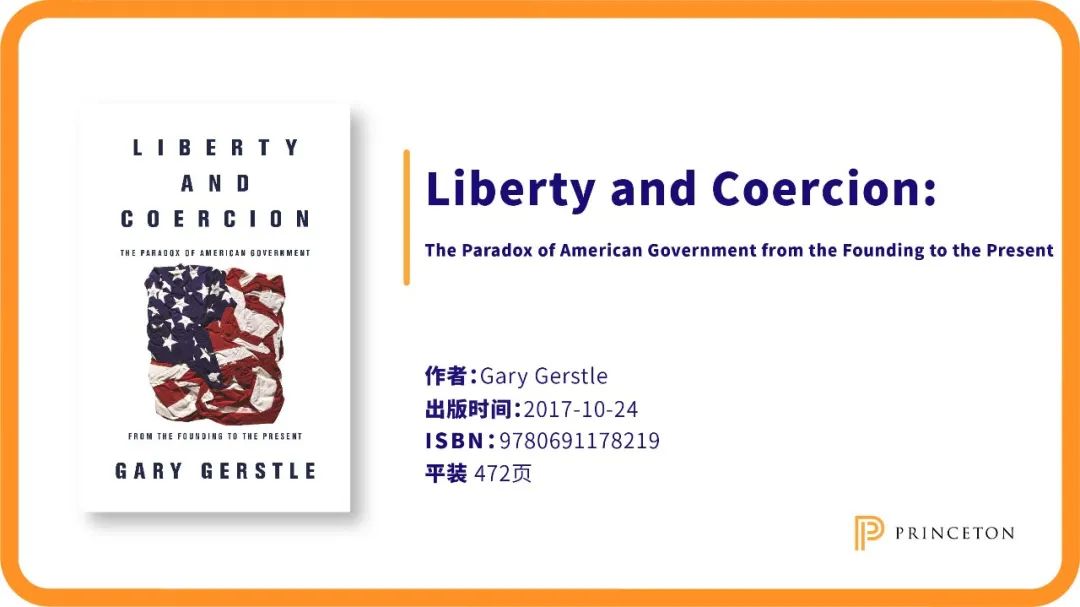 LIBERTY
AND
COERCION
THE PARADOX OF AMERICAN GOVERNMENT
FROM THE FOUNDING TO THE PRESENT
GARY GERSTLE
Liberty and Coercion:
The Paradox of American Government from the Founding to the Present
作者:Gary Gerstle
出版时间:2017-10-24
ISBN:9780691178219
平装 472页
PRINCETON